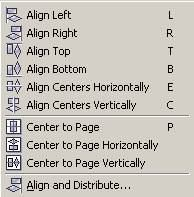 Align Left L
Align Right R
Align Top T
Align Bottom B
Align Centers Horizontally E
Align Centers Vertically C
Center to Page P
Center to Page Horizontally
Center to Page Vertically
Align and Distribute...